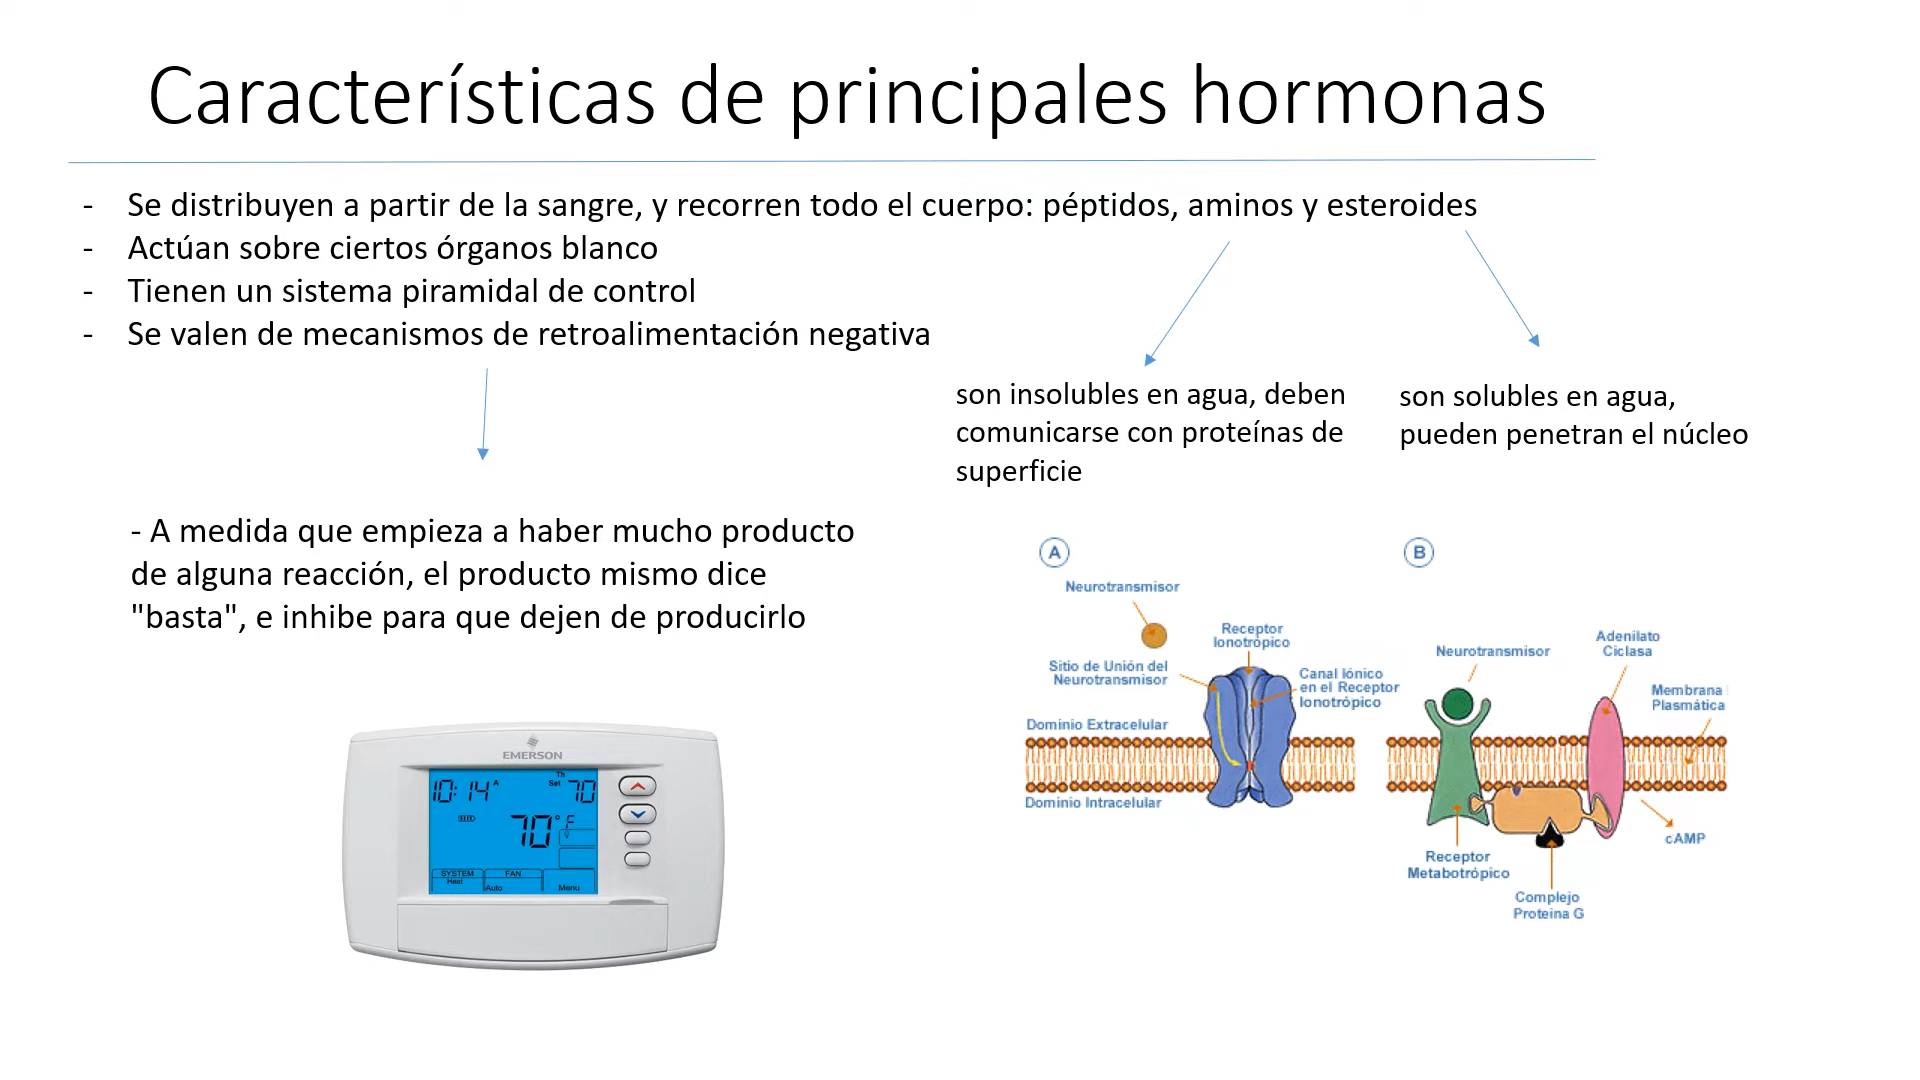 Características de principales hormonas
- Se distribuyen a partir de la sangre, y recorren todo el cuerpo: péptidos, aminos y esteroides
- Actúan sobre ciertos órganos blanco
- Tienen un sistema piramidal de control
- Se valen de mecanismos de retroalimentación negativa
son insolubles en agua, deben
comunicarse con proteínas de
superficie
son solubles en agua,
pueden penetran el núcleo
- A medida que empieza a haber mucho producto
de alguna reacción, el producto mismo dice
"basta", e inhibe para que dejen de producirlo
EMERSON
10:14 A
Th
Set 70
70°F
SYSTEM
Heat
FAN
Auto
Menu
A
Neurotransmisor
Receptor
Ionotrópico
Sitio de Unión del
Neurotransmisor
Canal Iónico
en el Receptor
Ionotrópico
Dominio Extracelular
Dominio Intracelular
B
Neurotransmisor
Adenilato
Ciclasa
Membrana
Plasmática
cAMP
Receptor
Metabotrópico
Complejo
Proteina G